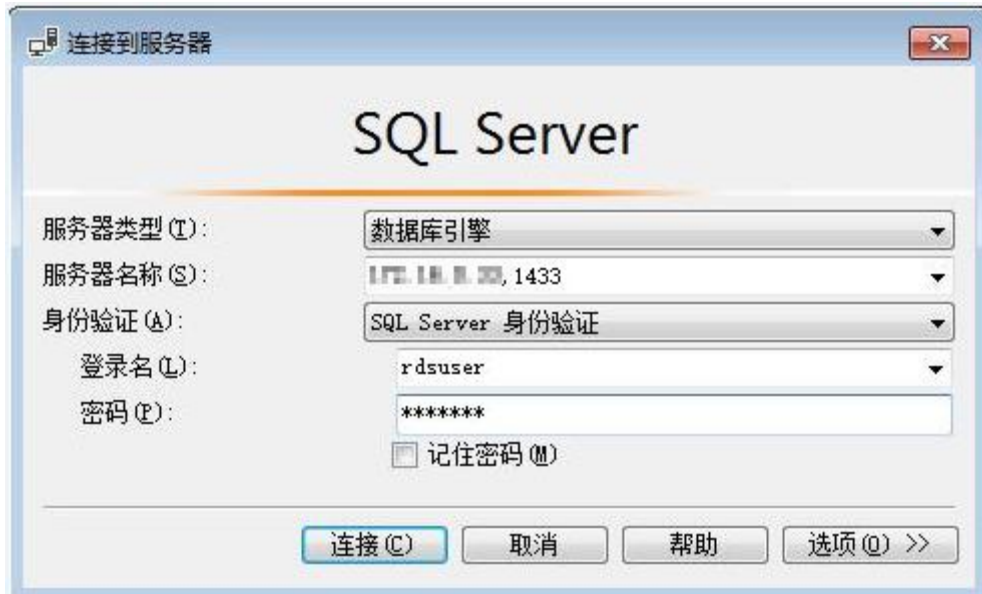 连接到服务器
SQL Server
服务器类型(T): 数据库引擎
服务器名称(S): ,1433
身份验证(A): SQL Server 身份验证
登录名(L): rdsuser
密码(P): *******
记住密码(M)
连接(C) 取消 帮助 选项(O) >>